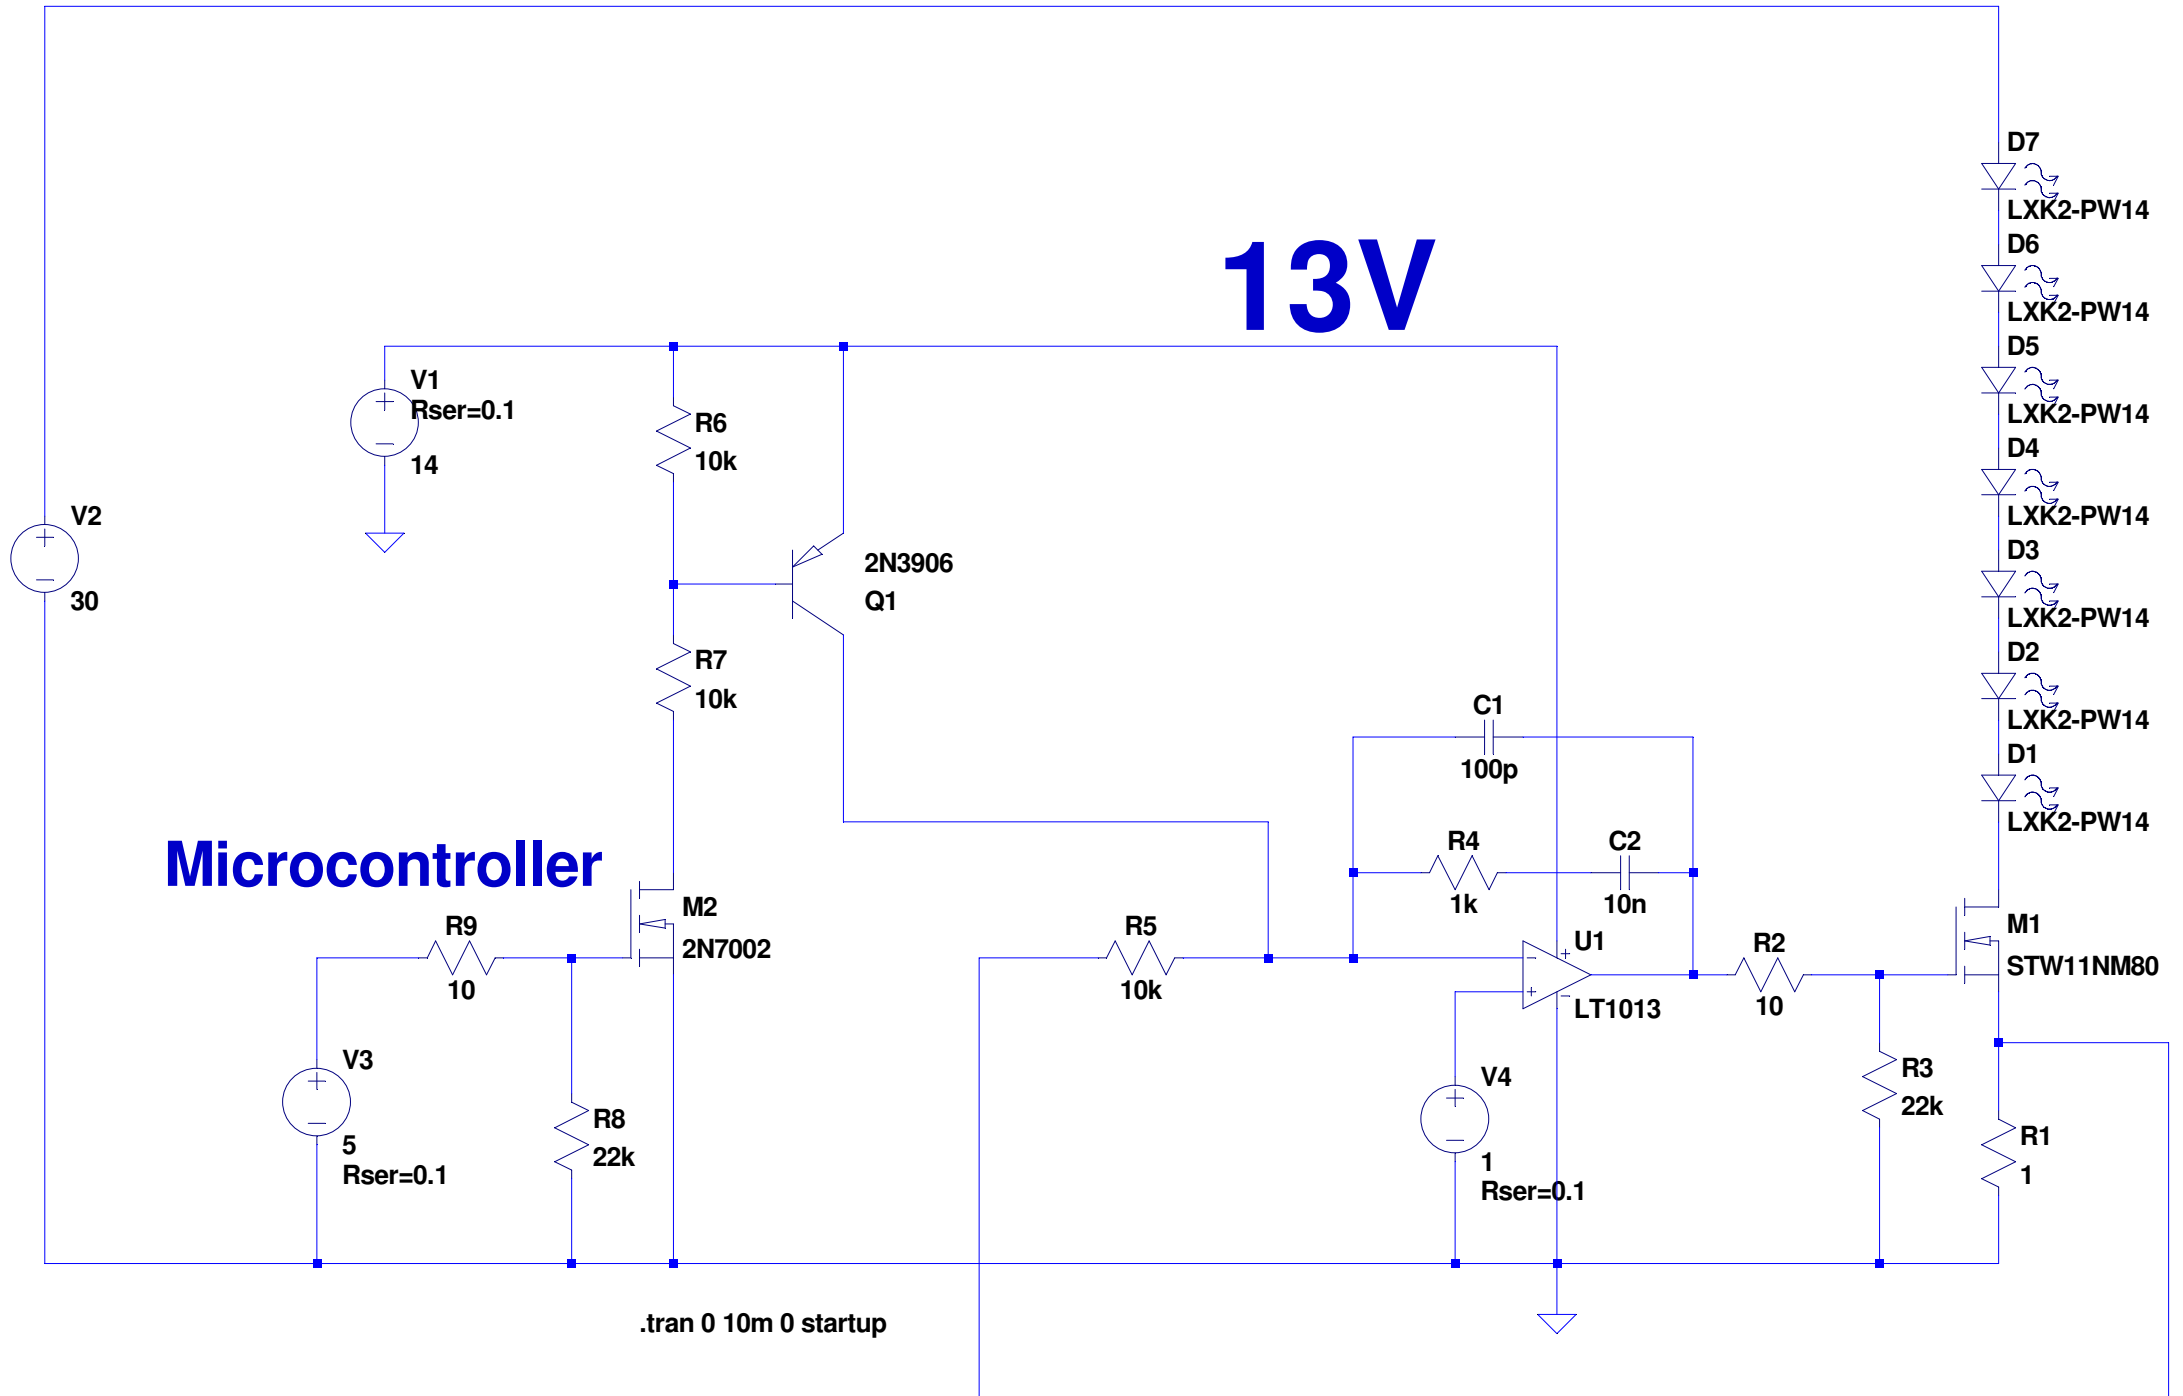 D7
LXK2-PW14
D6
LXK2-PW14
D5
LXK2-PW14
D4
LXK2-PW14
D3
LXK2-PW14
D2
LXK2-PW14
D1
LXK2-PW14
13V
V1
Rser=0.1
14
R6
10k
V2
30
2N3906
Q1
R7
10k
C1
100p
R4
1k
C2
10n
Microcontroller
R9
10
M2
2N7002
R5
10k
U1
LT1013
R2
10
M1
STW11NM80
V3
5
Rser=0.1
R8
22k
V4
1
Rser=0.1
R3
22k
R1
1
.tran 0 10m 0 startup